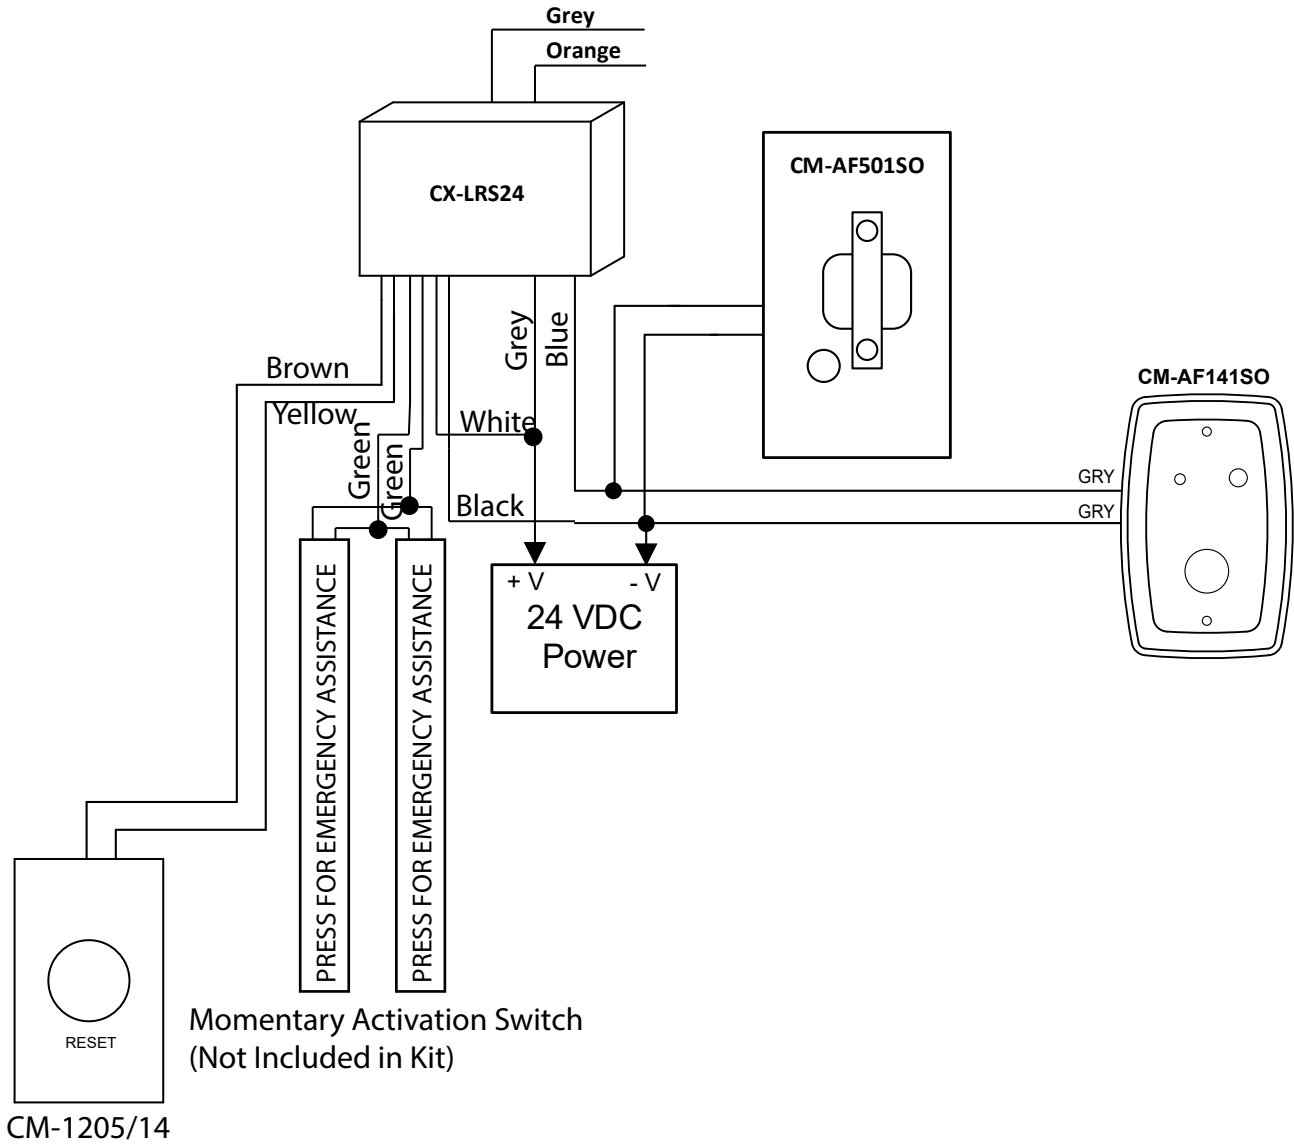 Grey
Orange
CX-LRS24
CM-AF501SO
CM-AF141SO
Grey
Blue
Brown
Yellow
White
Green
Green
Black
GRY
GRY
+ V
- V
24 VDC
Power
PRESS FOR EMERGENCY ASSISTANCE
PRESS FOR EMERGENCY ASSISTANCE
RESET
Momentary Activation Switch
(Not Included in Kit)
CM-1205/14